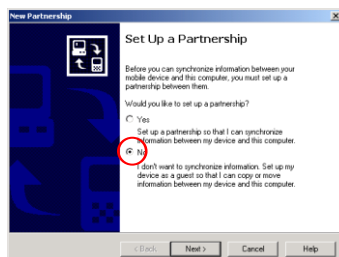 New Partnership
Set Up a Partnership
Before you can synchronize information between your
mobile device and this computer, you must set up a
partnership between them.
Would you like to set up a partnership?
Yes
Set up a partnership so that I can synchronize
information between my device and this computer.
No
I don't want to synchronize information. Set up my
device as a guest so that I can copy or move
information between my device and this computer.
< Back Next > Cancel Help